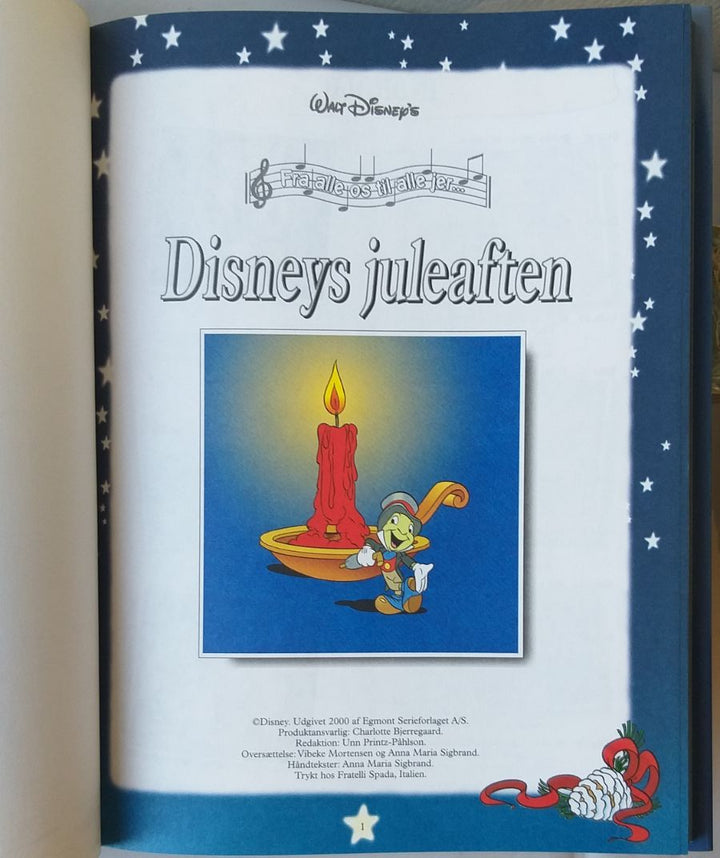 Walt Disney's
Fra alle os til alle jer...
Disneys juleaften
©Disney. Udgivet 2000 af Egmont Serieforlaget A/S.
Produktansvarlig: Charlotte Bjerregaard.
Redaktion: Unn Printz-Påhlson.
Oversættelse: Vibeke Mortensen og Anna Maria Sigbrand.
Håndtekster: Anna Maria Sigbrand.
Trykt hos Fratelli Spada, Italien.
1